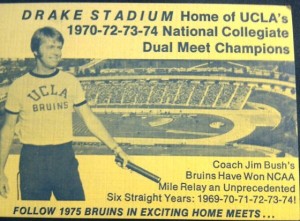 DRAKE STADIUM Home of UCLA's
1970-72-73-74 National Collegiate
Dual Meet Champions
UCLA
BRUINS
Coach Jim Bush's
Bruins Have Won NCAA
Mile Relay an Unprecedented
Six Straight Years: 1969-70-71-72-73-74!
FOLLOW 1975 BRUINS IN EXCITING HOME MEETS...